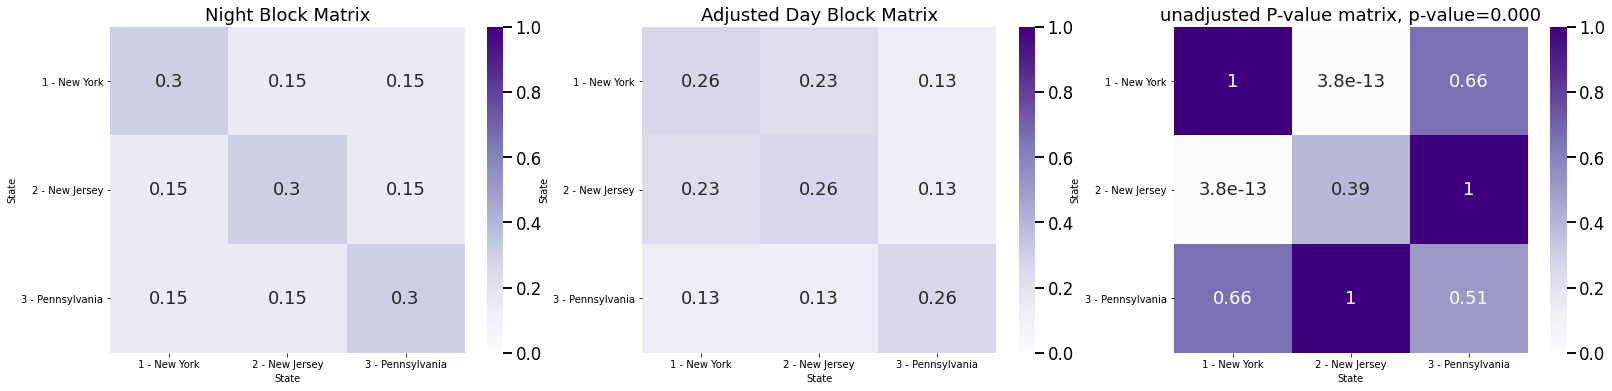 Night Block Matrix
1.0
0.8
0.6
0.4
0.2
0.0
State
1 - New York
0.3 0.15 0.15
2 - New Jersey
0.15 0.3 0.15
3 - Pennsylvania
0.15 0.15 0.3
1 - New York 2 - New Jersey 3 - Pennsylvania
State
Adjusted Day Block Matrix
1.0
0.8
0.6
0.4
0.2
0.0
State
1 - New York
0.26 0.23 0.13
2 - New Jersey
0.23 0.26 0.13
3 - Pennsylvania
0.13 0.13 0.26
1 - New York 2 - New Jersey 3 - Pennsylvania
State
unadjusted P-value matrix, p-value=0.000
1.0
0.8
0.6
0.4
0.2
0.0
State
1 - New York
1 3.8e-13 0.66
2 - New Jersey
3.8e-13 0.39 1
3 - Pennsylvania
0.66 1 0.51
1 - New York 2 - New Jersey 3 - Pennsylvania
State